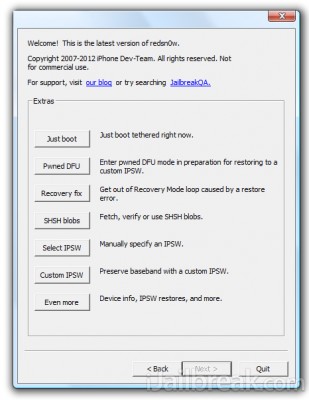 Welcome! This is the latest version of redsn0w.
Copyright 2007-2012 iPhone Dev-Team. All rights reserved. Not
for commercial use.
For support, visit our blog or try searching JailbreakQA.
Extras
Just boot
Just boot tethered right now.
Pwned DFU
Enter pwned DFU mode in preparation for restoring to a
custom IPSW.
Recovery fix
Get out of Recovery Mode loop caused by a restore
error.
SHSH blobs
Fetch, verify or use SHSH blobs.
Select IPSW
Manually specify an IPSW.
Custom IPSW
Preserve baseband with a custom IPSW.
Even more
Device info, IPSW restores, and more.
< Back
Next >
Quit
iJailbreak.com